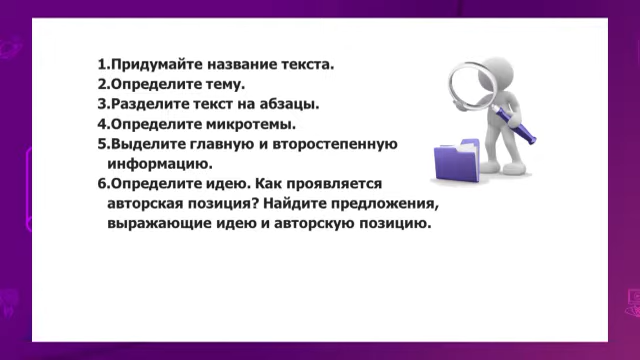 1.Придумайте название текста.
2.Определите тему.
3.Разделите текст на абзацы.
4.Определите микротемы.
5.Выделите главную и второстепенную
информацию.
6.Определите идею. Как проявляется
авторская позиция? Найдите предложения,
выражающие идею и авторскую позицию.